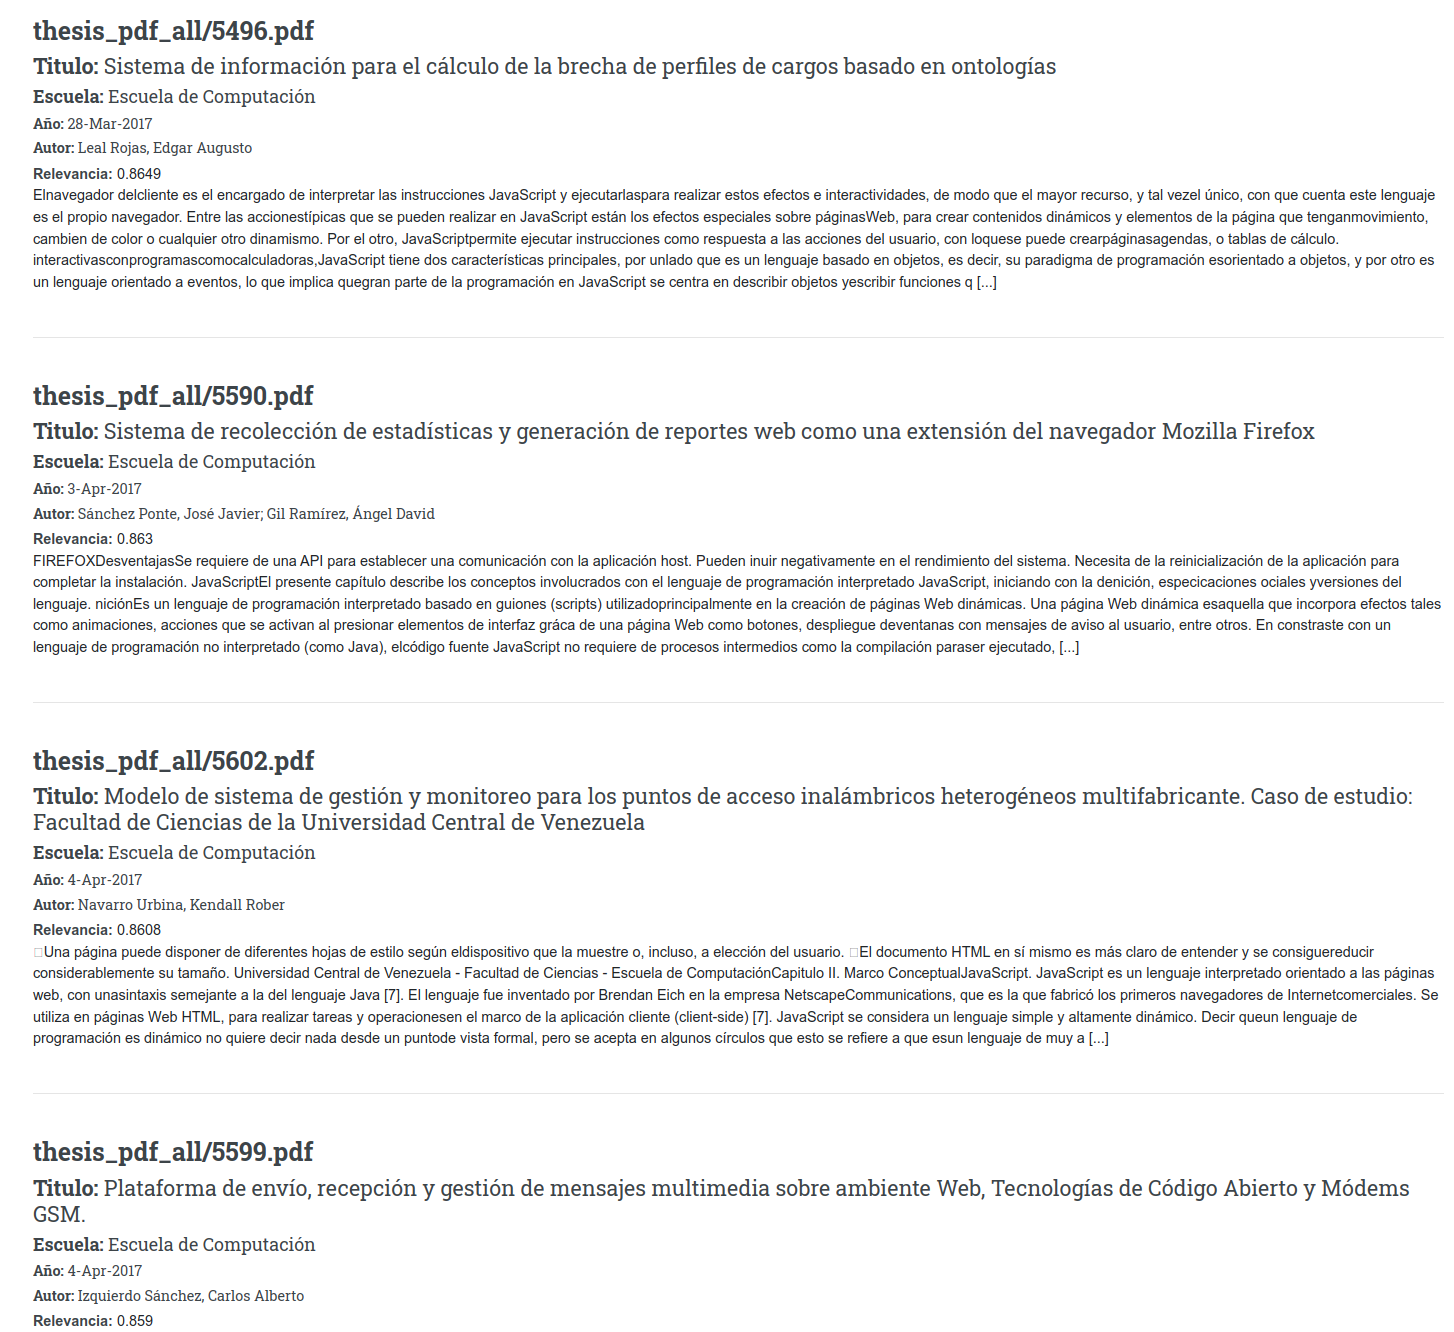 thesis_pdf_all/5496.pdf
Titulo: Sistema de información para el cálculo de la brecha de perfiles de cargos basado en ontologías
Escuela: Escuela de Computación
Año: 28-Mar-2017
Autor: Leal Rojas, Edgar Augusto
Relevancia: 0.8649
Elnavegador delcliente es el encargado de interpretar las instrucciones JavaScript y ejecutarlaspara realizar estos efectos e interactividades, de modo que el mayor recurso, y tal vezel único, con que cuenta este lenguaje
es el propio navegador. Entre las accionestípicas que se pueden realizar en JavaScript están los efectos especiales sobre páginasWeb, para crear contenidos dinámicos y elementos de la página que tenganmovimiento,
cambien de color o cualquier otro dinamismo. Por el otro, JavaScriptpermite ejecutar instrucciones como respuesta a las acciones del usuario, con loquese puede crearpáginasagendas, o tablas de cálculo.
interactivasconprogramascomocalculadoras,JavaScript tiene dos características principales, por unlado que es un lenguaje basado en objetos, es decir, su paradigma de programación esorientado a objetos, y por otro es
un lenguaje orientado a eventos, lo que implica quegran parte de la programación en JavaScript se centra en describir objetos yescribir funciones q [...]
thesis_pdf_all/5590.pdf
Titulo: Sistema de recolección de estadísticas y generación de reportes web como una extensión del navegador Mozilla Firefox
Escuela: Escuela de Computación
Año: 3-Apr-2017
Autor: Sánchez Ponte, José Javier; Gil Ramírez, Ángel David
Relevancia: 0.863
FIREFOXDesventajasSe requiere de una API para establecer una comunicación con la aplicación host. Pueden inuir negativamente en el rendimiento del sistema. Necesita de la reinicialización de la aplicación para
completar la instalación. JavaScriptEl presente capítulo describe los conceptos involucrados con el lenguaje de programación interpretado JavaScript, iniciando con la denición, especicaciones ociales yversiones del
lenguaje. niciónEs un lenguaje de programación interpretado basado en guiones (scripts) utilizadoprincipalmente en la creación de páginas Web dinámicas. Una página Web dinámica esaquella que incorpora efectos tales
como animaciones, acciones que se activan al presionar elementos de interfaz gráca de una página Web como botones, despliegue deventanas con mensajes de aviso al usuario, entre otros. En constraste con un
lenguaje de programación no interpretado (como Java), elcódigo fuente JavaScript no requiere de procesos intermedios como la compilación paraser ejecutado, [...]
thesis_pdf_all/5602.pdf
Titulo: Modelo de sistema de gestión y monitoreo para los puntos de acceso inalámbricos heterogéneos multifabricante. Caso de estudio:
Facultad de Ciencias de la Universidad Central de Venezuela
Escuela: Escuela de Computación
Año: 4-Apr-2017
Autor: Navarro Urbina, Kendall Rober
Relevancia: 0.8608
Una página puede disponer de diferentes hojas de estilo según eldispositivo que la muestre o, incluso, a elección del usuario. El documento HTML en sí mismo es más claro de entender y se consiguereducir
considerablemente su tamaño. Universidad Central de Venezuela - Facultad de Ciencias - Escuela de ComputaciónCapitulo II. Marco ConceptualJavaScript. JavaScript es un lenguaje interpretado orientado a las páginas
web, con unasintaxis semejante a la del lenguaje Java [7]. El lenguaje fue inventado por Brendan Eich en la empresa NetscapeCommunications, que es la que fabricó los primeros navegadores de Internetcomerciales. Se
utiliza en páginas Web HTML, para realizar tareas y operacionesen el marco de la aplicación cliente (client-side) [7]. JavaScript se considera un lenguaje simple y altamente dinámico. Decir queun lenguaje de
programación es dinámico no quiere decir nada desde un puntode vista formal, pero se acepta en algunos círculos que esto se refiere a que esun lenguaje de muy a [...]
thesis_pdf_all/5599.pdf
Titulo: Plataforma de envío, recepción y gestión de mensajes multimedia sobre ambiente Web, Tecnologías de Código Abierto y Módems
GSM.
Escuela: Escuela de Computación
Año: 4-Apr-2017
Autor: Izquierdo Sánchez, Carlos Alberto
Relevancia: 0.859